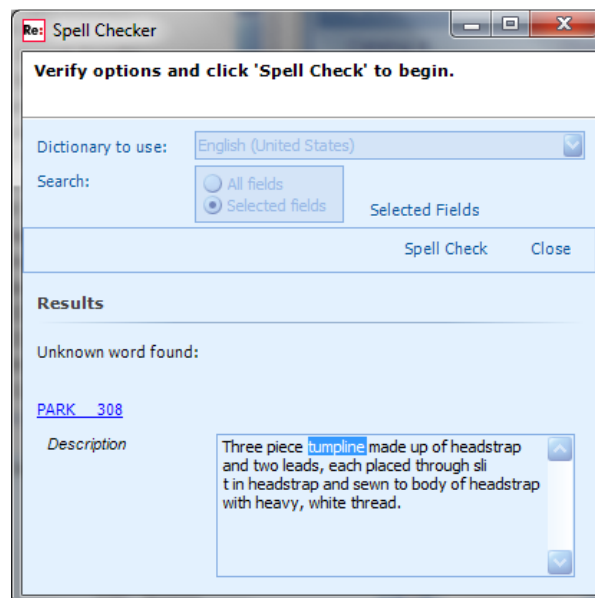 Re: Spell Checker
Verify options and click 'Spell Check' to begin.
Dictionary to use: English (United States)
Search: All fields
Selected fields Selected Fields
Spell Check Close
Results
Unknown word found:
PARK 308
Description Three piece tumpline made up of headstrap
and two leads, each placed through sli
t in headstrap and sewn to body of headstrap
with heavy, white thread.